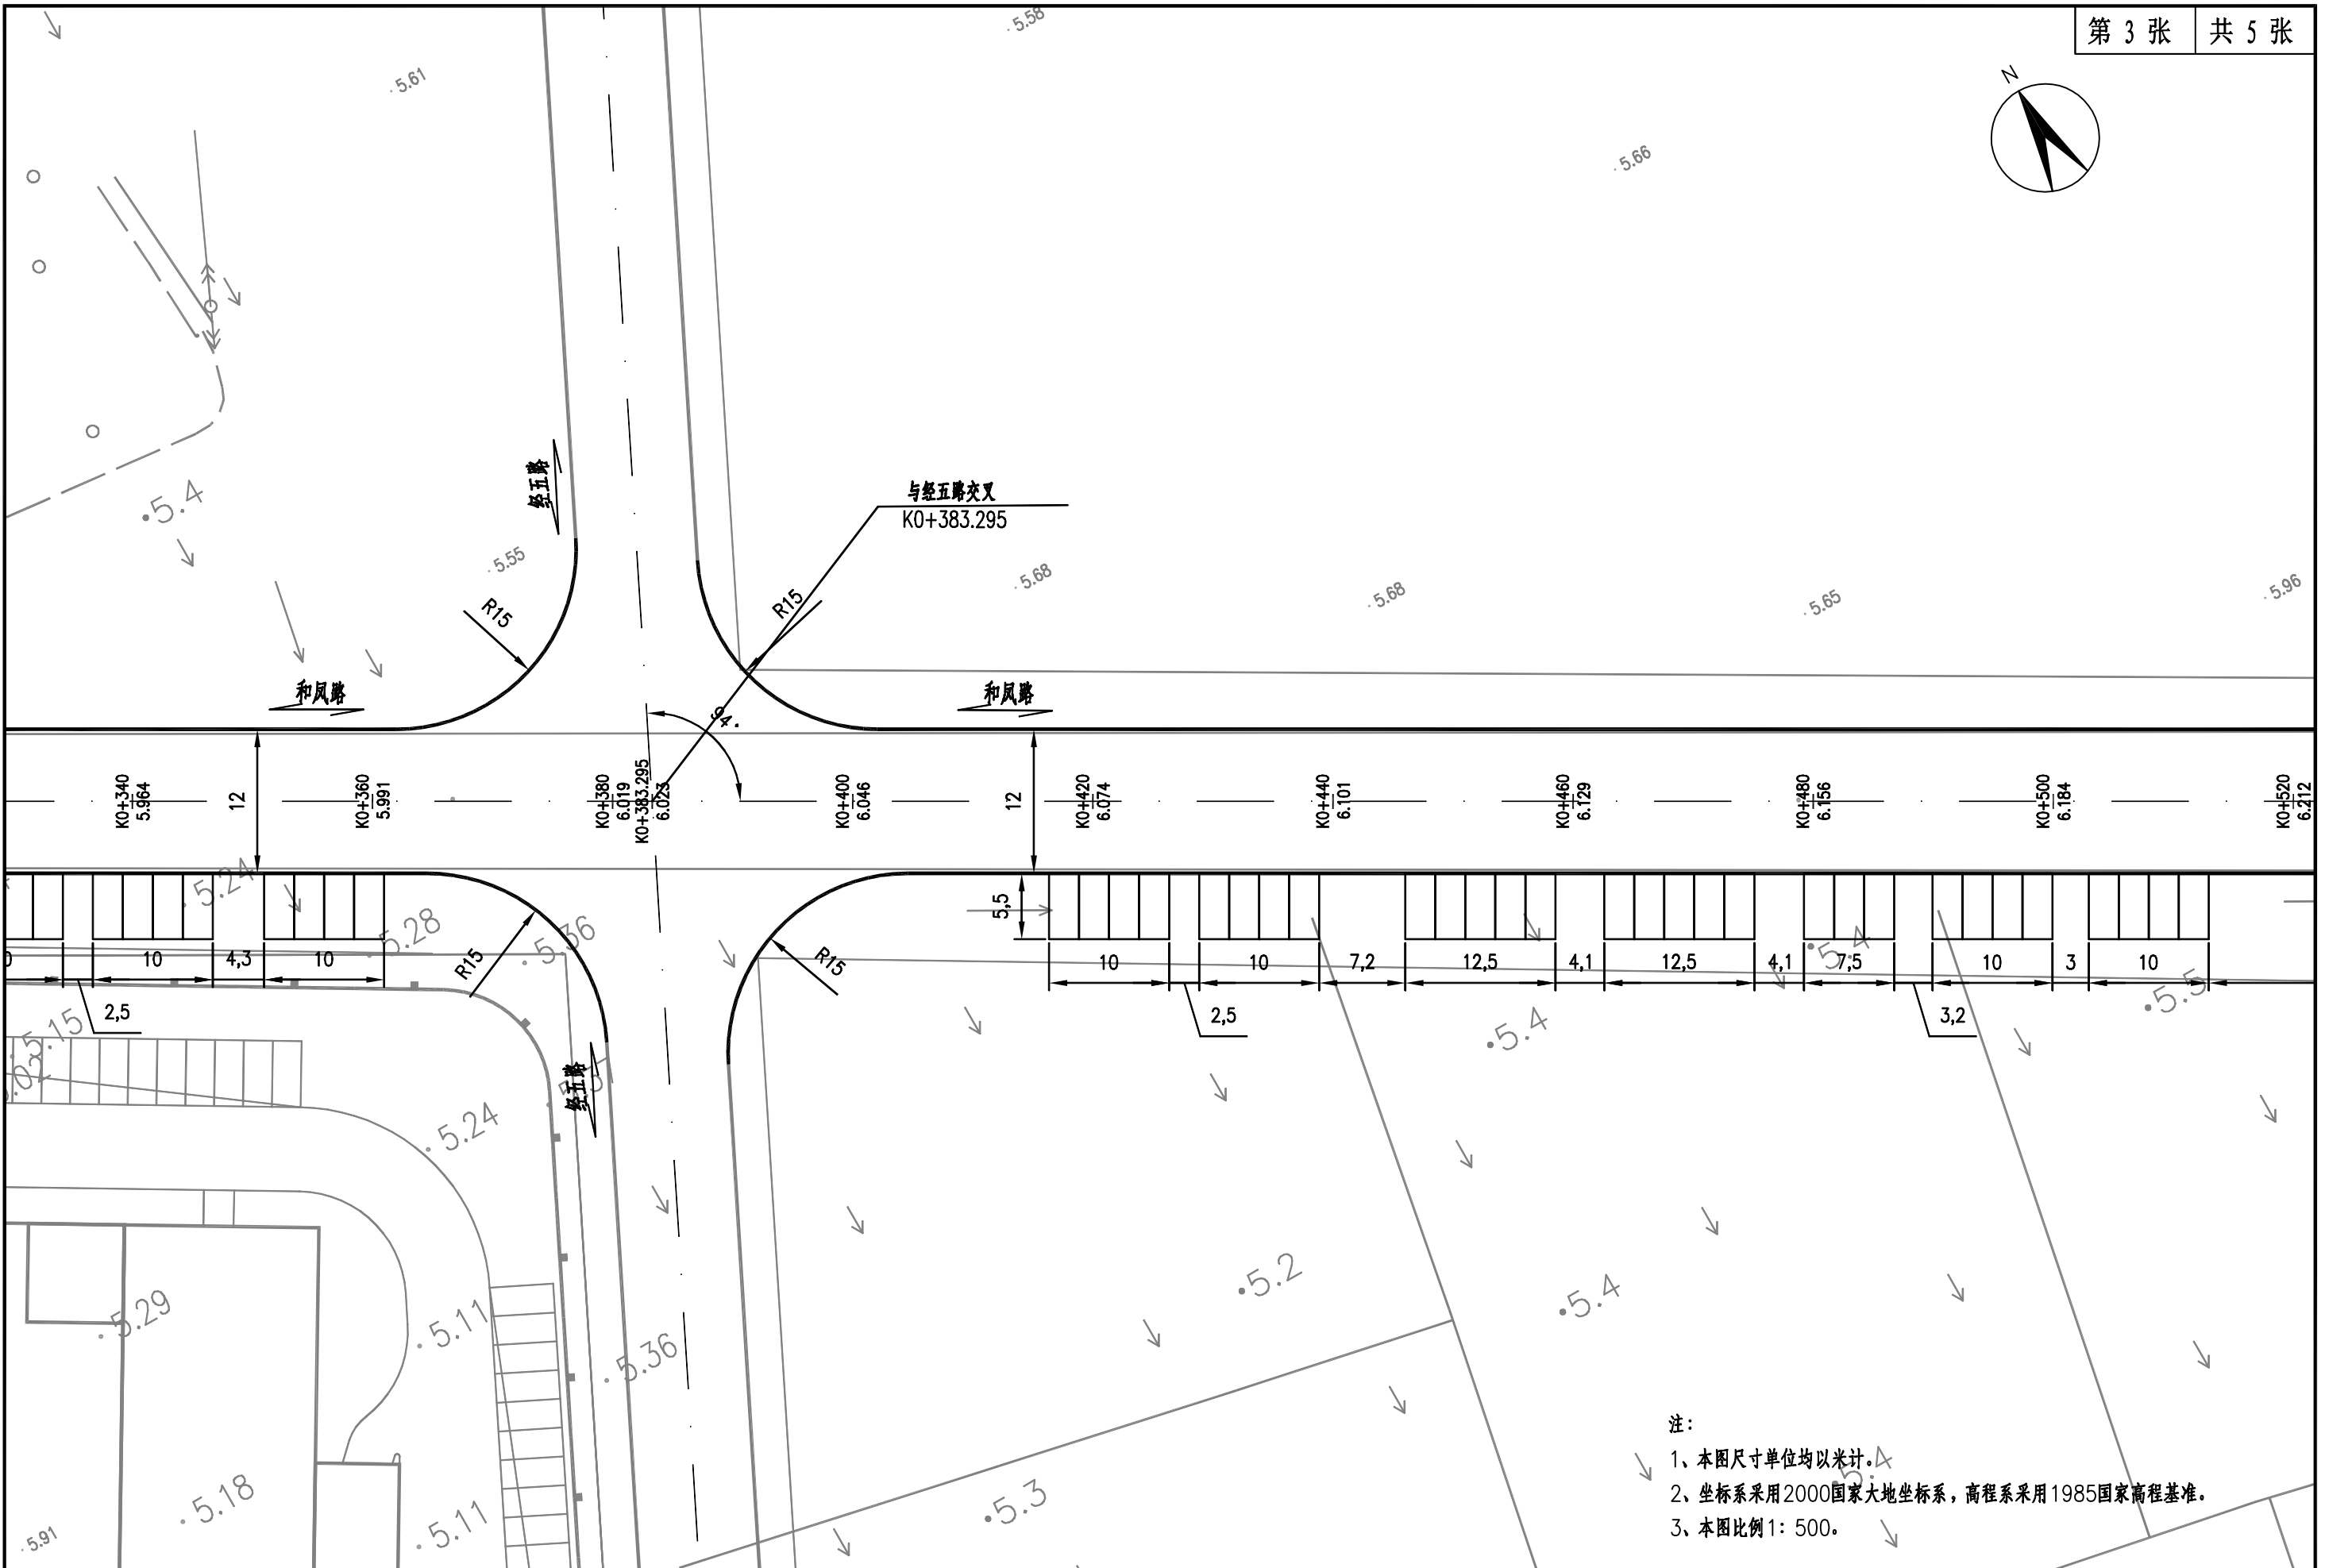 第 3 张 共 5 张
N
5.58
5.61
5.66
5.4
经五路
与经五路交叉
K0+383.295
5.55
5.68
5.68
5.65
5.96
R15
R15
和凤路
和凤路
94°
K0+340
5.964
12
K0+360
5.991
K0+380
6.019
K0+383.295
6.023
K0+400
6.046
12
K0+420
6.074
K0+440
6.101
K0+460
6.129
K0+480
6.156
K0+500
6.184
K0+520
6.212
5.24
5.28
5.36
5,5
10
4,3
10
R15
R15
10
10
7,2
12,5
4,1
12,5
4,1
7,5
10
3
10
5.4
2,5
2,5
3,2
5.15
5.4
经五路
5.24
5.2
5.4
5.29
5.11
5.36
5.18
5.11
5.3
5.91
5.4
注:
1、本图尺寸单位均以米计。
2、坐标系采用2000国家大地坐标系，高程系采用1985国家高程基准。
3、本图比例1：500。